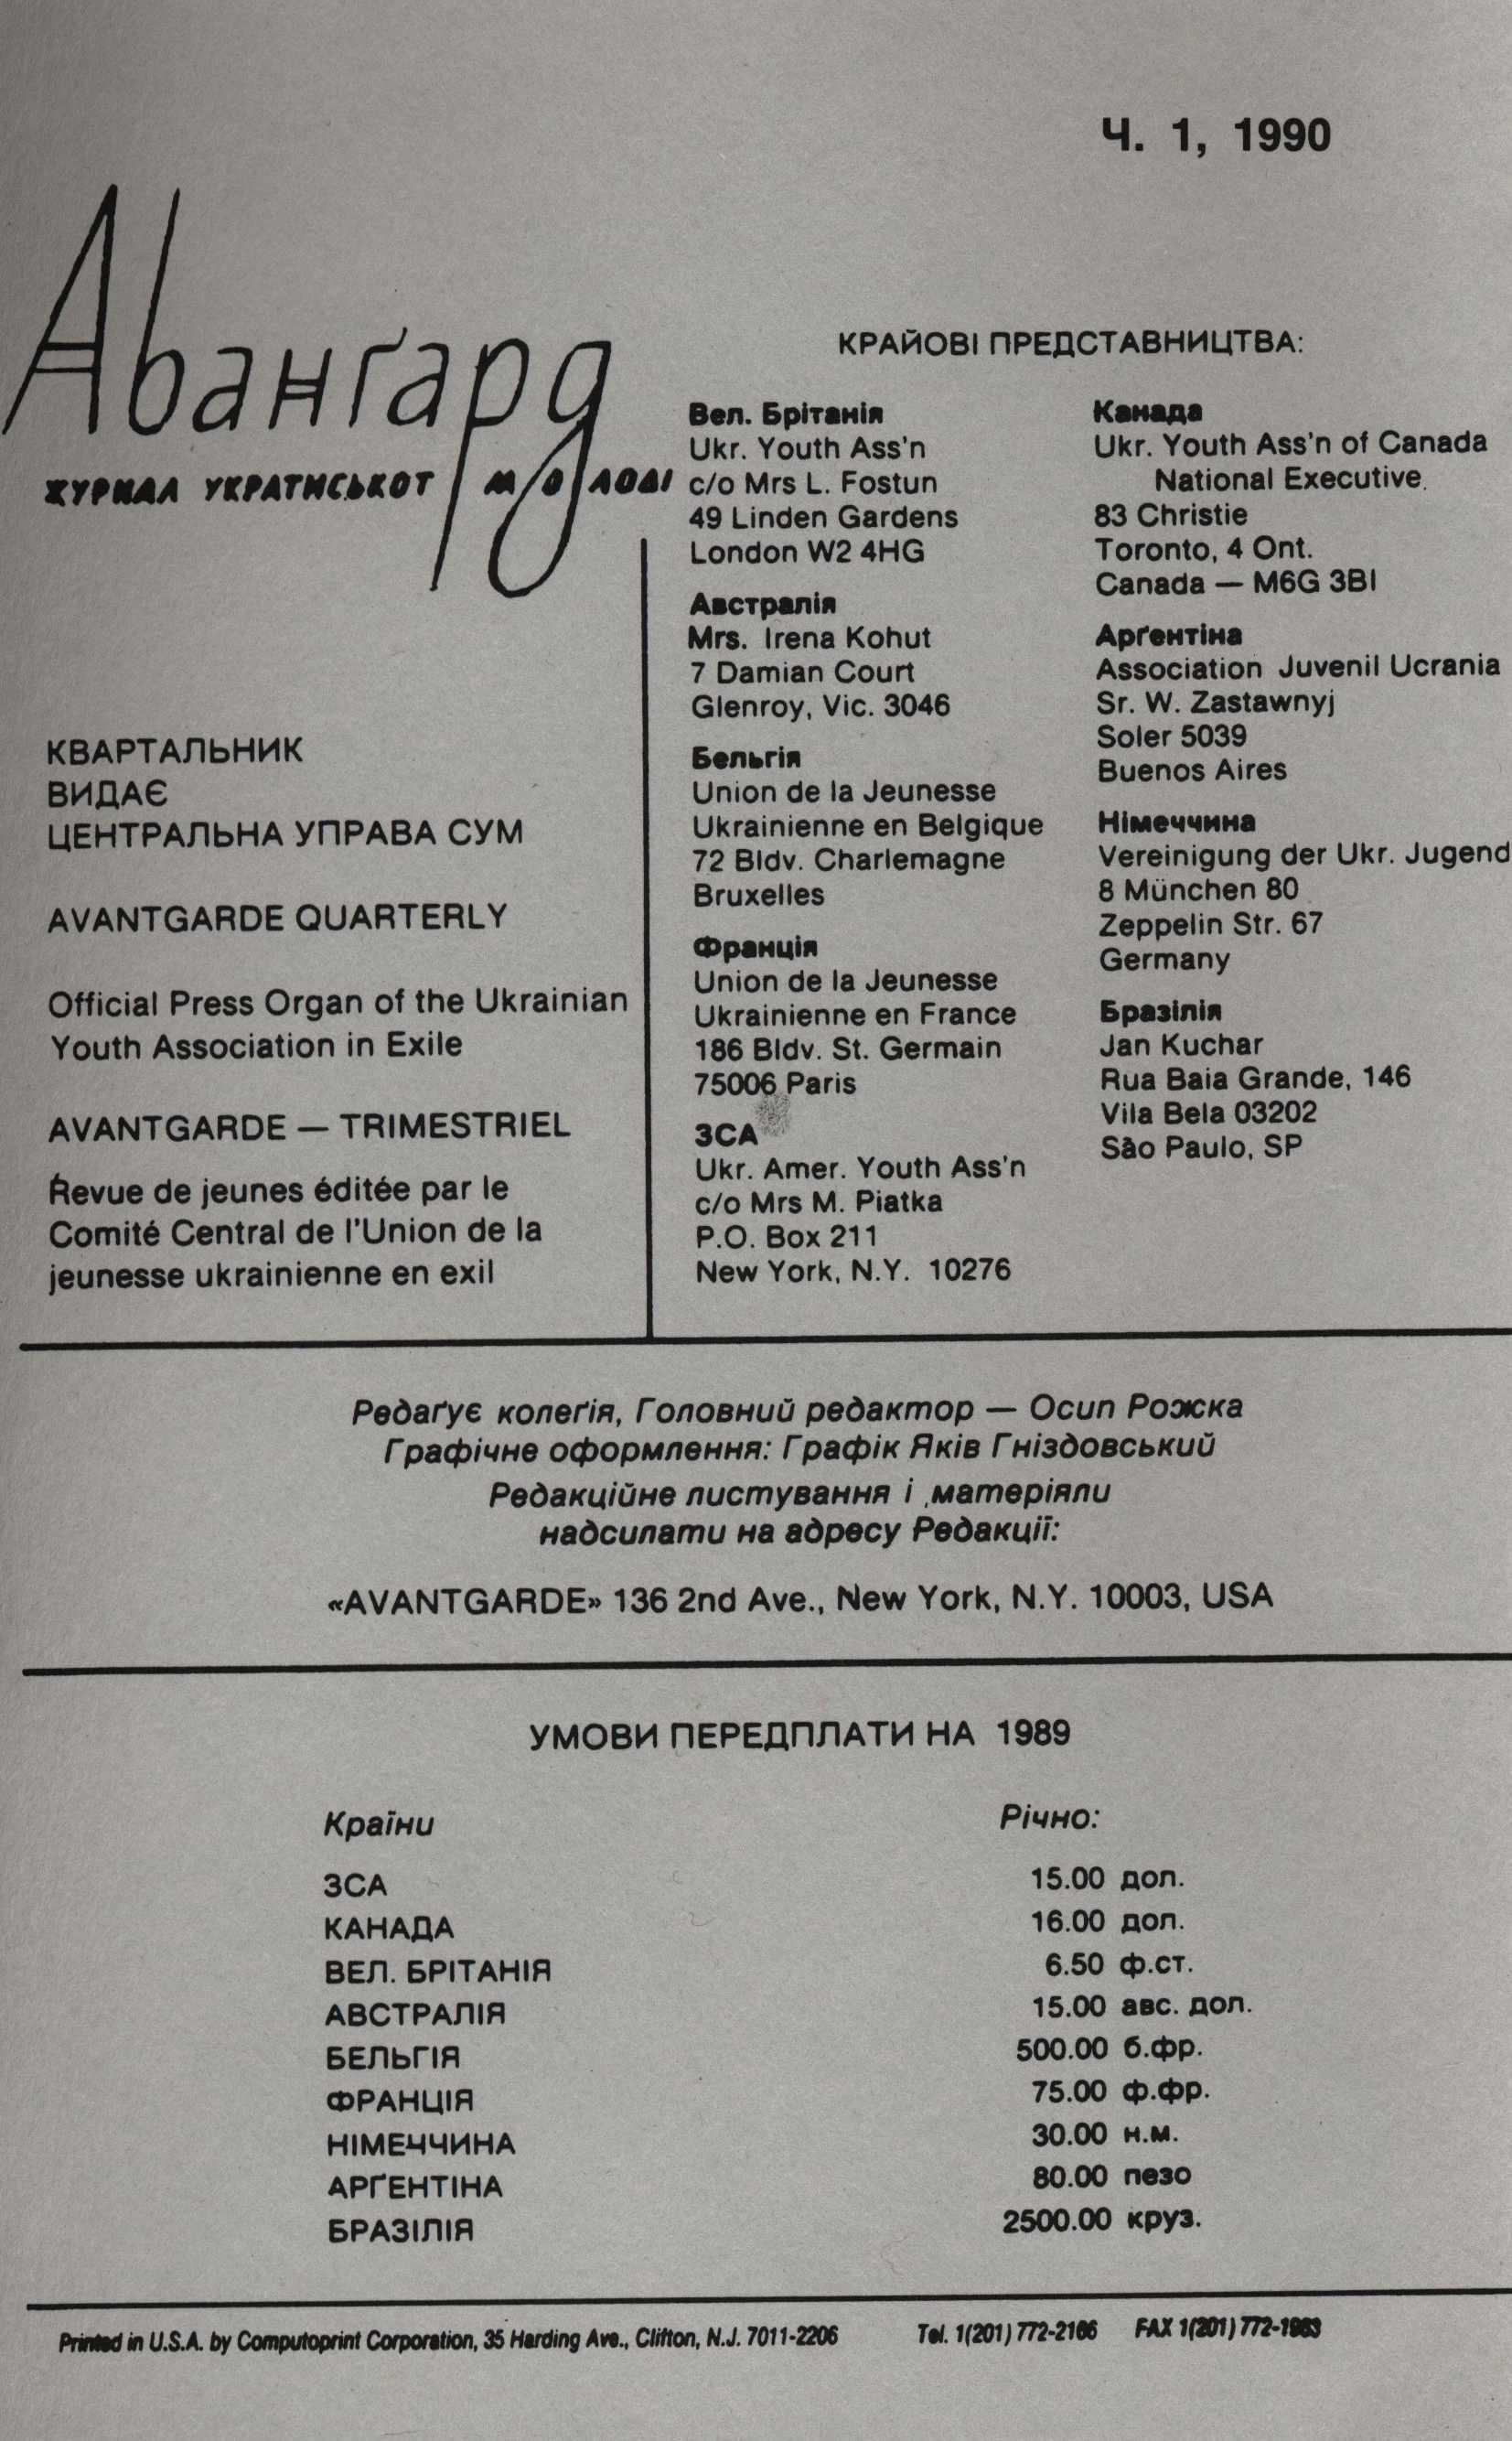 Ч. 1, 1990
Аванґард
ЖУРНАЛ УКРАЇНСЬКОЇ МОЛОДІ
КВАРТАЛЬНИК
ВИДАЄ
ЦЕНТРАЛЬНА УПРАВА СУМ
AVANTGARDE QUARTERLY
Official Press Organ of the Ukrainian
Youth Association in Exile
AVANTGARDE — TRIMESTRIEL
Revue de jeunes éditée par le
Comité Central de l'Union de la
jeunesse ukrainienne en exil
КРАЙОВІ ПРЕДСТАВНИЦТВА:
Вел. Брітанія
Ukr. Youth Ass'n
c/o Mrs L. Fostun
49 Linden Gardens
London W2 4HG
Австралія
Mrs. Irena Kohut
7 Damian Court
Glenroy, Vic. 3046
Бельгія
Union de la Jeunesse
Ukrainienne en Belgique
72 Bldv. Charlemagne
Bruxelles
Франція
Union de la Jeunesse
Ukrainienne en France
186 Bldv. St. Germain
75006 Paris
ЗСА
Ukr. Amer. Youth Ass'n
c/o Mrs M. Piatka
P.O. Box 211
New York, N.Y. 10276
Канада
Ukr. Youth Ass'n of Canada
National Executive.
83 Christie
Toronto, 4 Ont.
Canada — M6G 3BI
Арґентіна
Association Juvenil Ucrania
Sr. W. Zastawnyj
Soler 5039
Buenos Aires
Німеччина
Vereinigung der Ukr. Jugend
8 München 80
Zeppelin Str. 67
Germany
Бразілія
Jan Kuchar
Rua Baia Grande, 146
Vila Bela 03202
São Paulo, SP
Редаґує колеґія, Головний редактор — Осип Рожка
Графічне оформлення: Графік Яків Гніздовський
Редакційне листування і матеріяли
надсилати на адресу Редакції:
«AVANTGARDE» 136 2nd Ave., New York, N.Y. 10003, USA
УМОВИ ПЕРЕДПЛАТИ НА 1989
Країни Річно:
ЗСА 15.00 дол.
КАНАДА 16.00 дол.
ВЕЛ. БРІТАНІЯ 6.50 ф.ст.
АВСТРАЛІЯ 15.00 авс. дол.
БЕЛЬГІЯ 500.00 б.фр.
ФРАНЦІЯ 75.00 ф.фр.
НІМЕЧЧИНА 30.00 н.м.
АРҐЕНТІНА 80.00 пезо
БРАЗІЛІЯ 2500.00 круз.
Printed in U.S.A. by Computoprint Corporation, 35 Harding Ave., Clifton, N.J. 7011-2206 Tel. 1(201) 772-2166 FAX 1(201) 772-1963